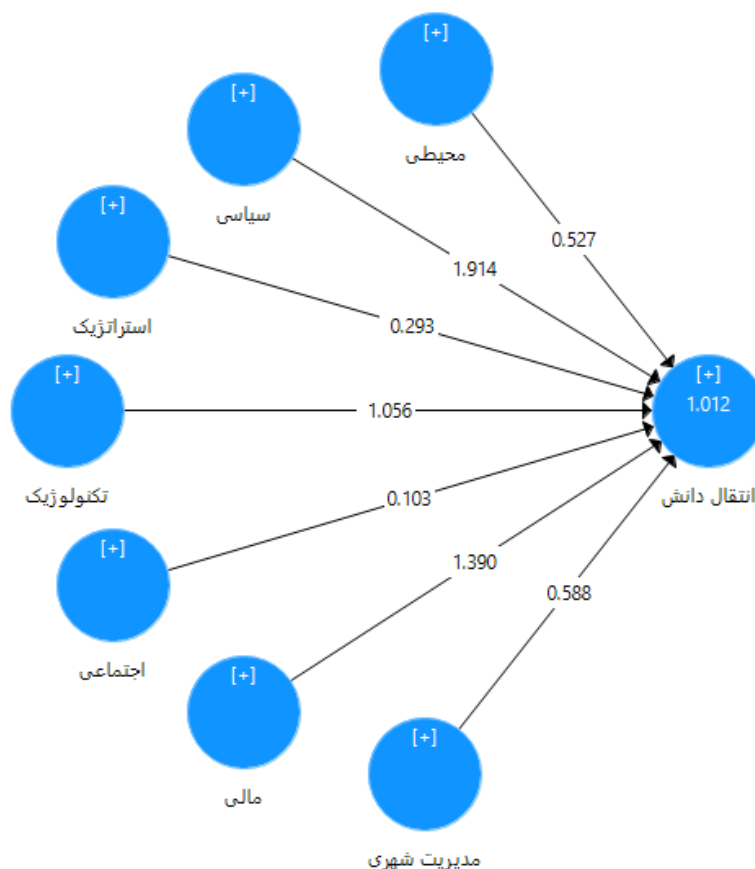 [+]
محیطی
[+]
سیاسی
0.527
[+]
1.914
استراتژیک
0.293
[+]
[+]
1.056
1.012
تکنولوژیک
انتقال دانش
0.103
[+]
اجتماعی
1.390
0.588
[+]
مالی
[+]
مدیریت شهری